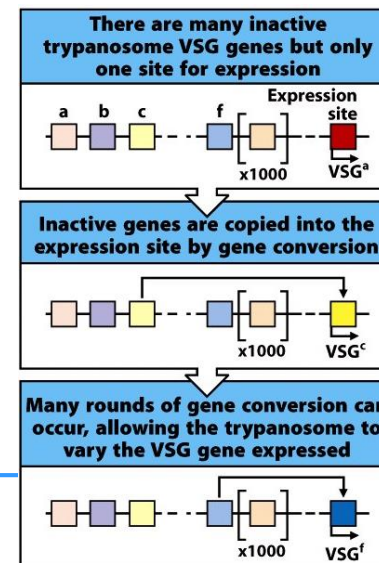 There are many inactive
trypanosome VSG genes but only
one site for expression
Expression
site
a b c f
x1000
VSGᵃ
Inactive genes are copied into the
expression site by gene conversion
x1000
VSGᶜ
Many rounds of gene conversion can
occur, allowing the trypanosome to
vary the VSG gene expressed
x1000
VSGᶠ